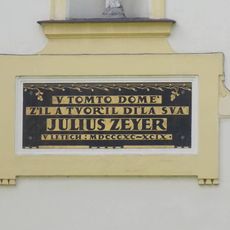 V TOMTO DOMĚ
ŽIL A TVOŘIL DÍLA SVÁ
JULIUS ZEYER
V LETECH: MDCCCXC-XCIX.